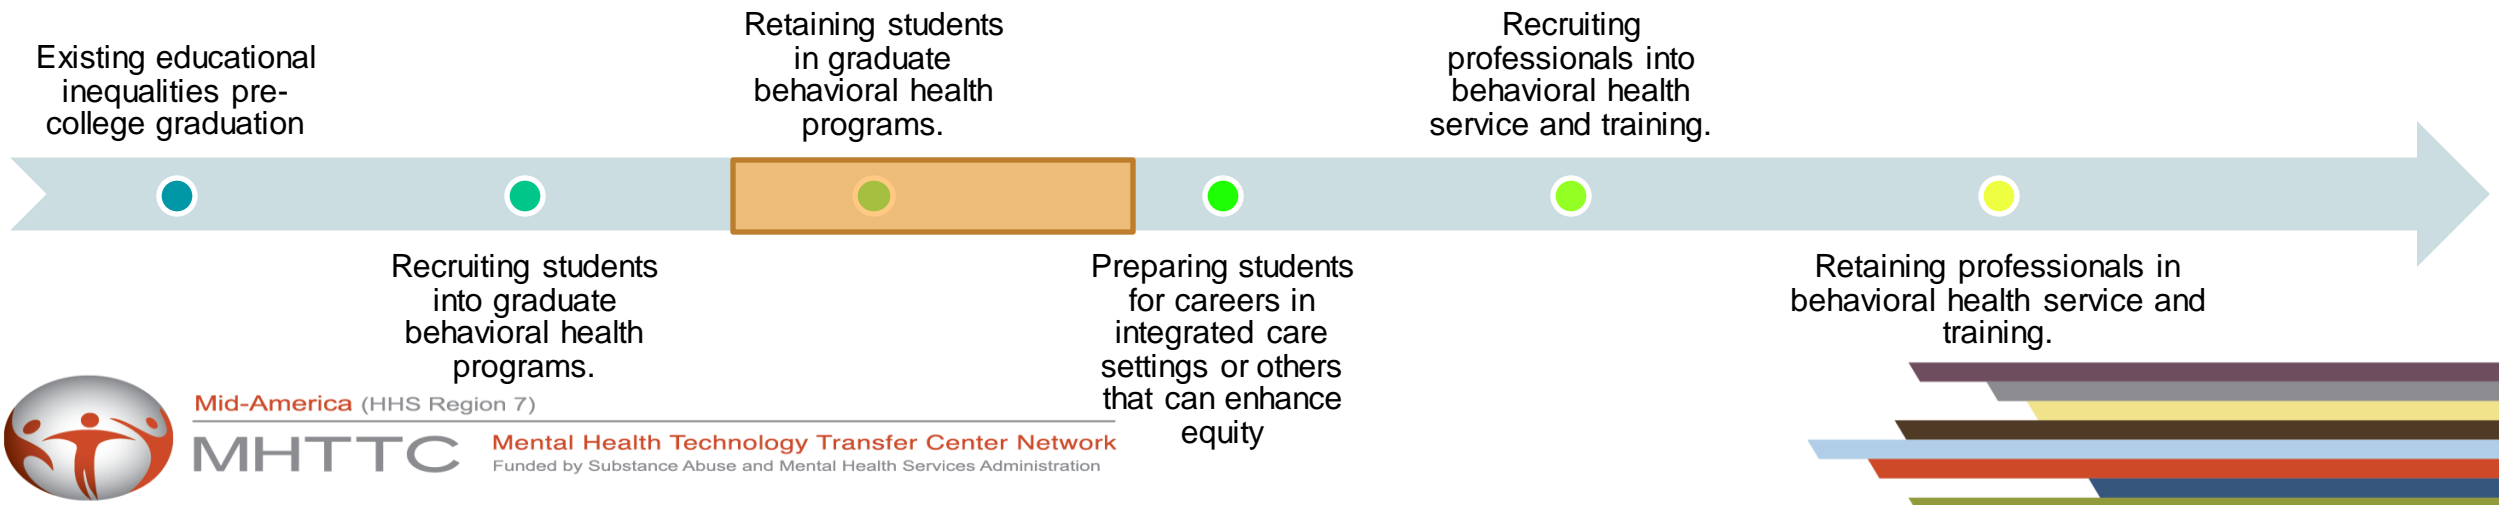 Existing educational
inequalities pre-
college graduation
Recruiting students
into graduate
behavioral health
programs.
Retaining students
in graduate
behavioral health
programs.
Preparing students
for careers in
integrated care
settings or others
that can enhance
equity
Recruiting
professionals into
behavioral health
service and training.
Retaining professionals in
behavioral health service and
training.
Mid-America (HHS Region 7)
MHTTC
Mental Health Technology Transfer Center Network
Funded by Substance Abuse and Mental Health Services Administration